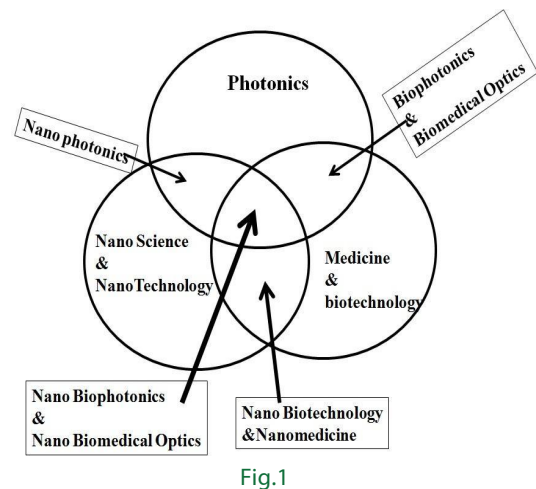 Photonics
Biophotonics
&
Biomedical Optics
Nano photonics
Nano Science
&
NanoTechnology
Medicine
&
biotechnology
Nano Biophotonics
&
Nano Biomedical Optics
Nano Biotechnology
&Nanomedicine
Fig.1